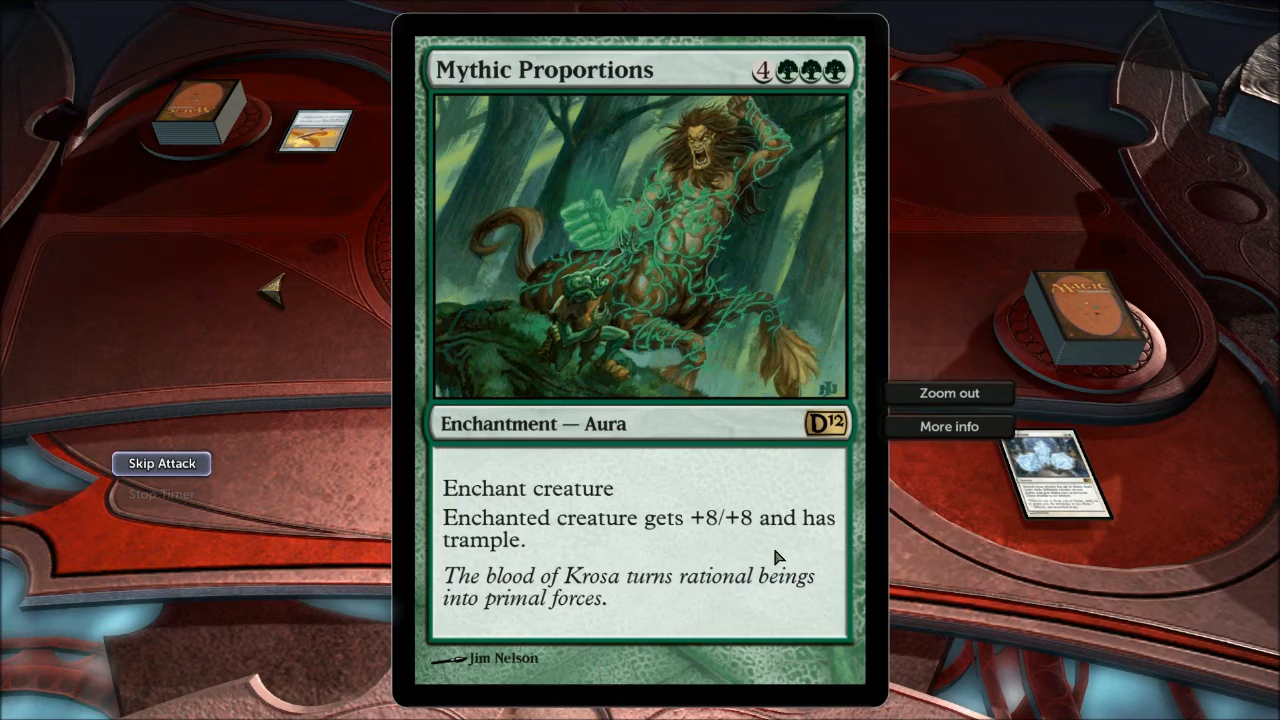 Mythic Proportions 4
Enchantment — Aura D12
Enchant creature
Enchanted creature gets +8/+8 and has
trample.
The blood of Krosa turns rational beings
into primal forces.
Jim Nelson
Skip Attack
Stop Timer
MAGIC
Zoom out
More info